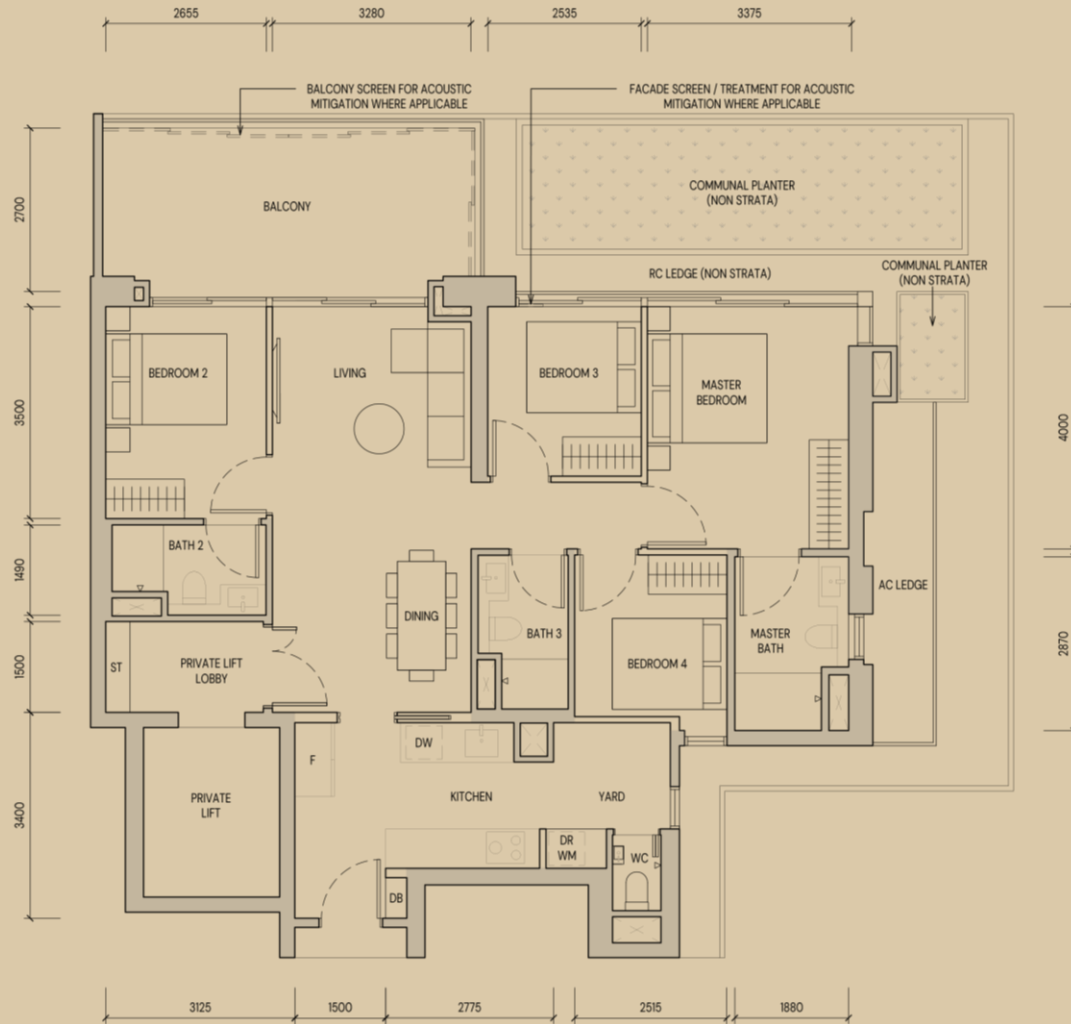 2655
3280
2535
3375
BALCONY SCREEN FOR ACOUSTIC
MITIGATION WHERE APPLICABLE
FACADE SCREEN / TREATMENT FOR ACOUSTIC
MITIGATION WHERE APPLICABLE
2700
BALCONY
COMMUNAL PLANTER
(NON STRATA)
RC LEDGE (NON STRATA)
COMMUNAL PLANTER
(NON STRATA)
3500
BEDROOM 2
LIVING
BEDROOM 3
MASTER
BEDROOM
4000
1490
BATH 2
AC LEDGE
1500
ST
PRIVATE LIFT
LOBBY
DINING
BATH 3
BEDROOM 4
MASTER
BATH
2870
F
DW
KITCHEN
YARD
3400
PRIVATE
LIFT
DR
WM
WC
DB
3125
1500
2775
2515
1880